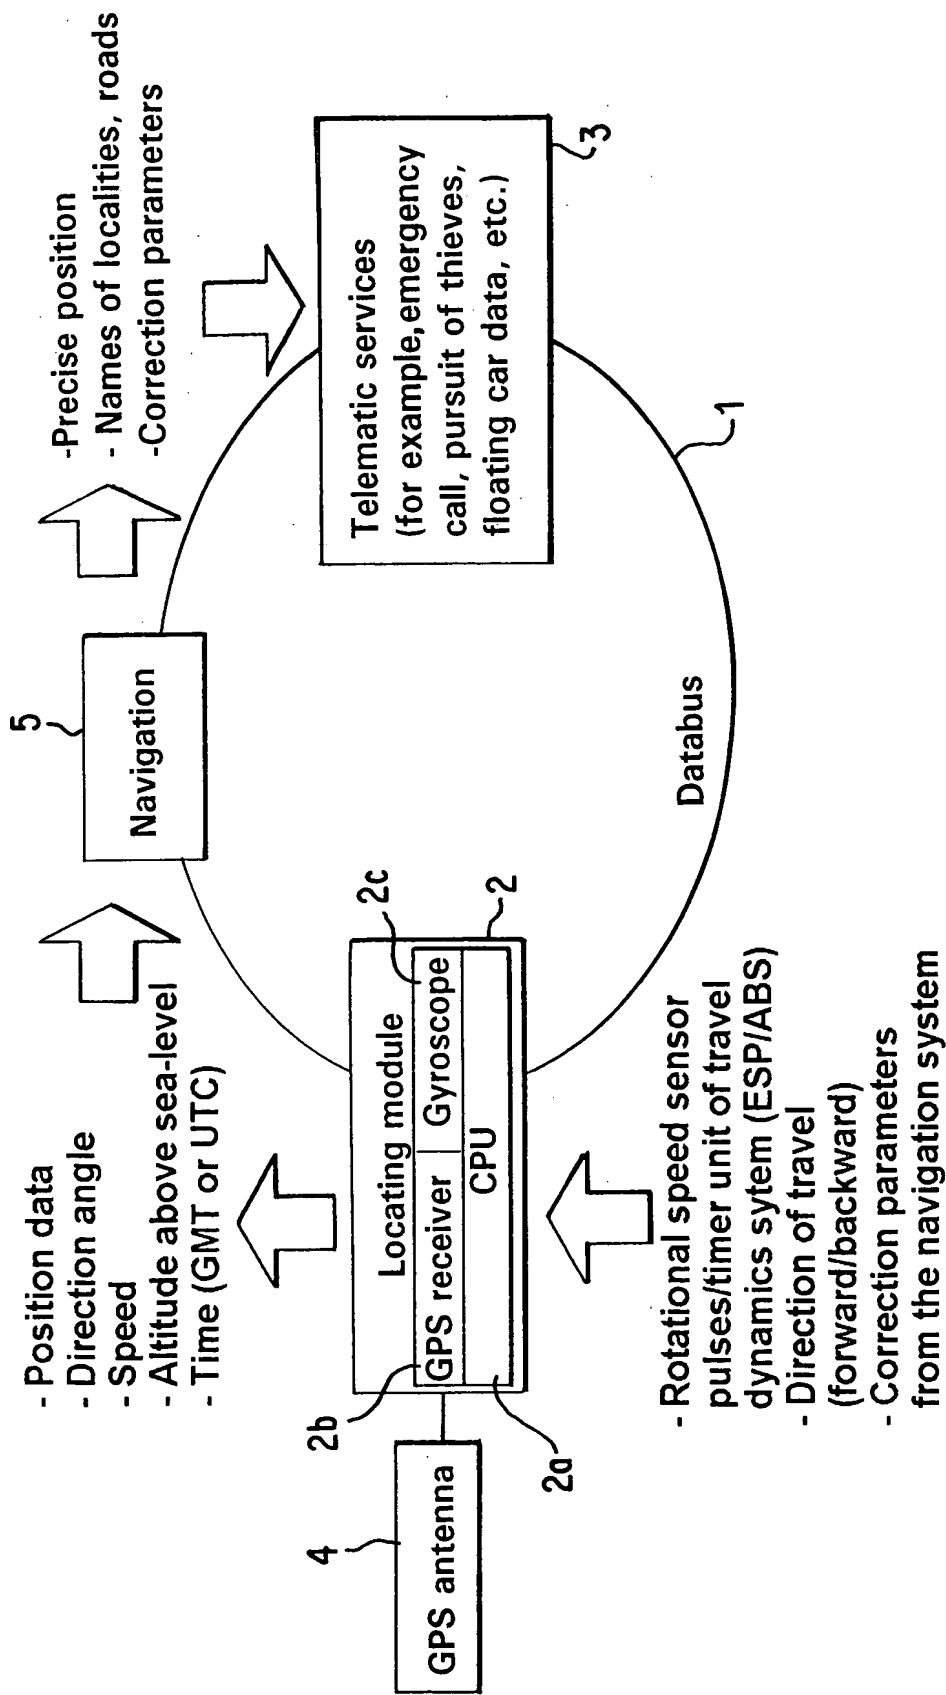 - Position data
- Direction angle
- Speed
- Altitude above sea-level
- Time (GMT or UTC)
5
Navigation
-Precise position
- Names of localities, roads
-Correction parameters
4
GPS antenna
Locating module
2b
GPS receiver
Gyroscope
2c
CPU
2a
2
Telematic services
(for example,emergency
call, pursuit of thieves,
floating car data, etc.)
3
Databus
1
- Rotational speed sensor
pulses/timer unit of travel
dynamics sytem (ESP/ABS)
- Direction of travel
(forward/backward)
- Correction parameters
from the navigation system